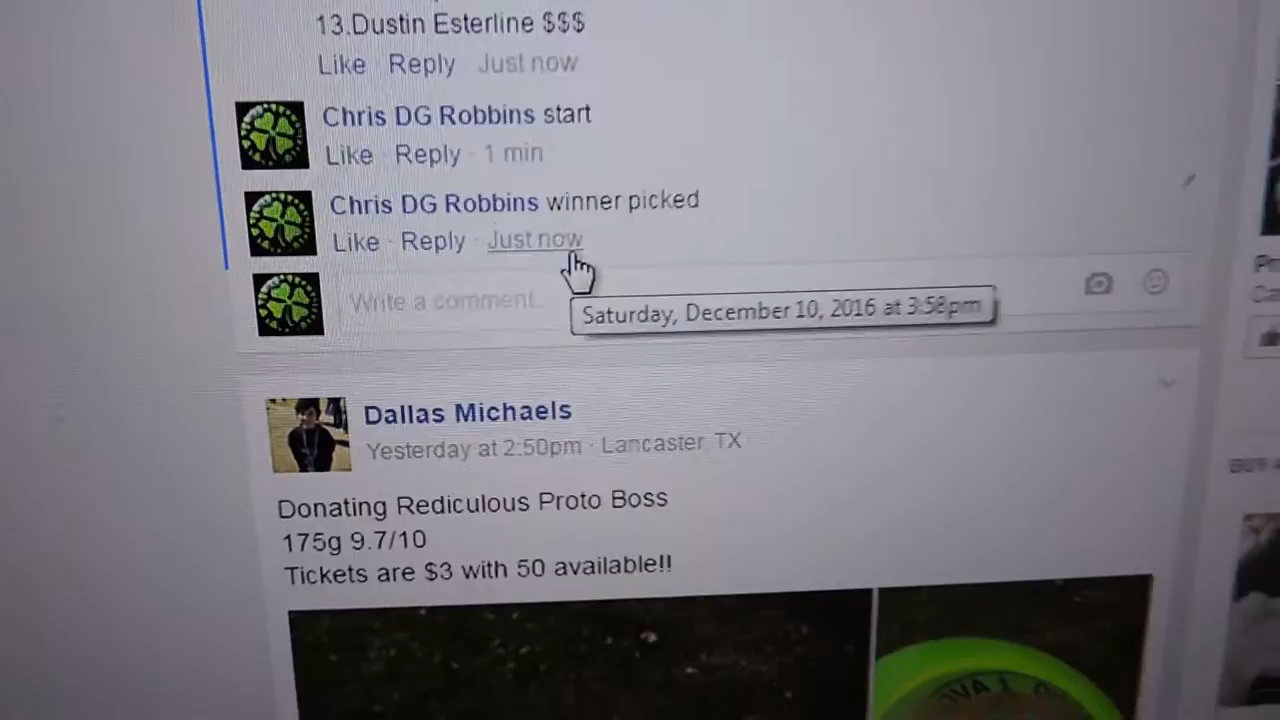 13.Dustin Esterline $$$
Like Reply Just now
Chris DG Robbins start
Like · Reply · 1 min
Chris DG Robbins winner picked
Like · Reply · Just now
Write a comment...
Saturday, December 10, 2016 at 3:58pm
Dallas Michaels
Yesterday at 2:50pm · Lancaster, TX
Donating Rediculous Proto Boss
175g 9.7/10
Tickets are $3 with 50 available!!